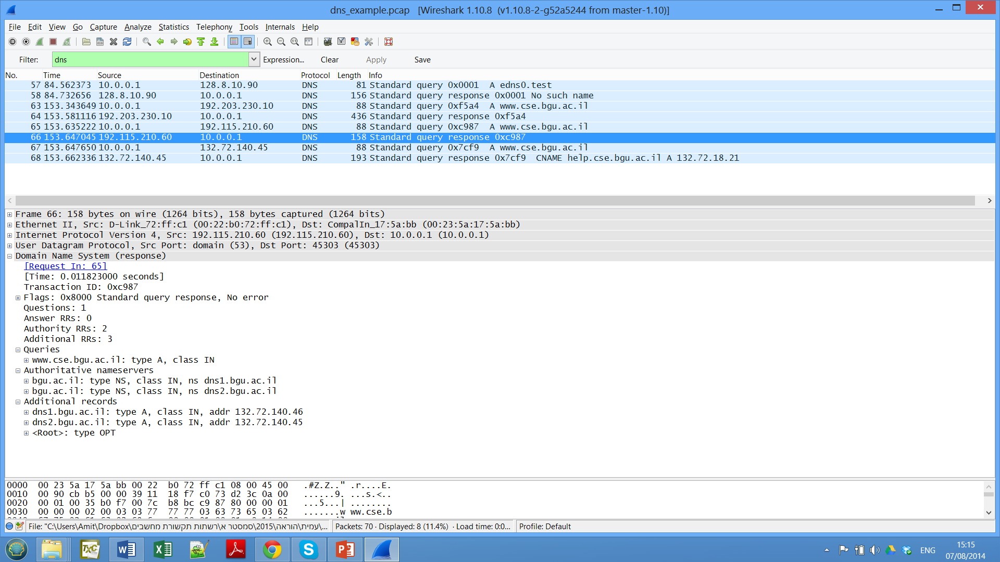 dns_example.pcap [Wireshark 1.10.8 (v1.10.8-2-g52a5244 from master-1.10)]
File Edit View Go Capture Analyze Statistics Telephony Tools Internals Help
Filter: dns Expression... Clear Apply Save
No. Time Source Destination Protocol Length Info
57 84.562373 10.0.0.1 128.8.10.90 DNS 81 Standard query 0x0001 A edns0.test
58 84.732656 128.8.10.90 10.0.0.1 DNS 156 Standard query response 0x0001 No such name
63 153.343649 10.0.0.1 192.203.230.10 DNS 88 Standard query 0xf5a4 A www.cse.bgu.ac.il
64 153.581116 192.203.230.10 10.0.0.1 DNS 436 Standard query response 0xf5a4
65 153.635222 10.0.0.1 192.115.210.60 DNS 88 Standard query 0xc987 A www.cse.bgu.ac.il
66 153.647045 192.115.210.60 10.0.0.1 DNS 158 Standard query response 0xc987
67 153.647650 10.0.0.1 132.72.140.45 DNS 88 Standard query 0x7cf9 A www.cse.bgu.ac.il
68 153.662336 132.72.140.45 10.0.0.1 DNS 193 Standard query response 0x7cf9 CNAME help.cse.bgu.ac.il A 132.72.18.21
Frame 66: 158 bytes on wire (1264 bits), 158 bytes captured (1264 bits)
Ethernet II, Src: D-Link_72:ff:c1 (00:22:b0:72:ff:c1), Dst: CompalIn_17:5a:bb (00:23:5a:17:5a:bb)
Internet Protocol Version 4, Src: 192.115.210.60 (192.115.210.60), Dst: 10.0.0.1 (10.0.0.1)
User Datagram Protocol, Src Port: domain (53), Dst Port: 45303 (45303)
Domain Name System (response)
[Request In: 65]
[Time: 0.011823000 seconds]
Transaction ID: 0xc987
Flags: 0x8000 Standard query response, No error
Questions: 1
Answer RRs: 0
Authority RRs: 2
Additional RRs: 3
Queries
www.cse.bgu.ac.il: type A, class IN
Authoritative nameservers
bgu.ac.il: type NS, class IN, ns dns1.bgu.ac.il
bgu.ac.il: type NS, class IN, ns dns2.bgu.ac.il
Additional records
dns1.bgu.ac.il: type A, class IN, addr 132.72.140.46
dns2.bgu.ac.il: type A, class IN, addr 132.72.140.45
<Root>: type OPT
0000 00 23 5a 17 5a bb 00 22 b0 72 ff c1 08 00 45 00 .#Z.Z.." .r....E.
0010 00 90 cb b5 00 00 39 11 18 f7 c0 73 d2 3c 0a 00 ......9. ...s.<..
0020 00 01 00 35 b0 f7 00 7c b8 bc c9 87 80 00 00 01 ...5...| ........
0030 00 00 00 02 00 03 03 77 77 77 03 63 73 65 03 62 .......w ww.cse.b
File: "C:\Users\Amit\Dropbox\עמית\הוראה\2015\סמסטר א\רשתות תקשורת מחשבים\... Packets: 70 · Displayed: 8 (11.4%) · Load time: 0:0... Profile: Default
TXC W X S P ENG 15:15
07/08/2014